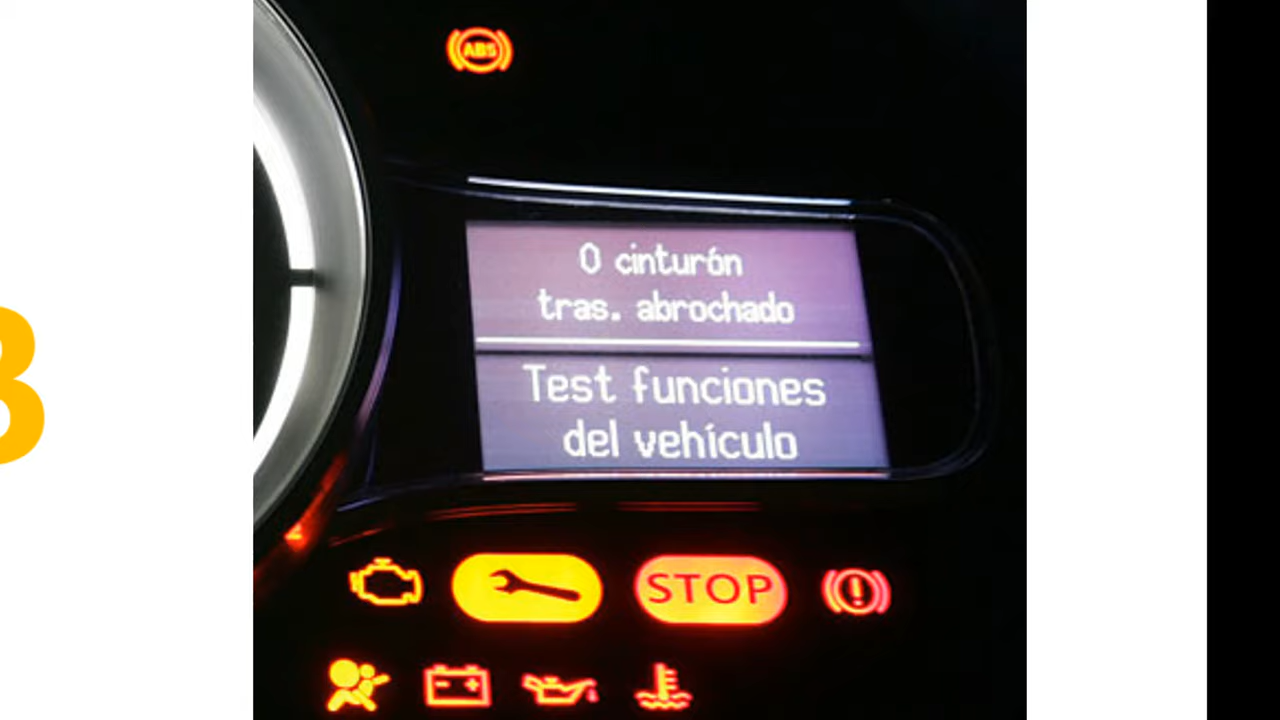 ABS
0 cinturón
tras. abrochado
Test funciones
del vehículo
STOP